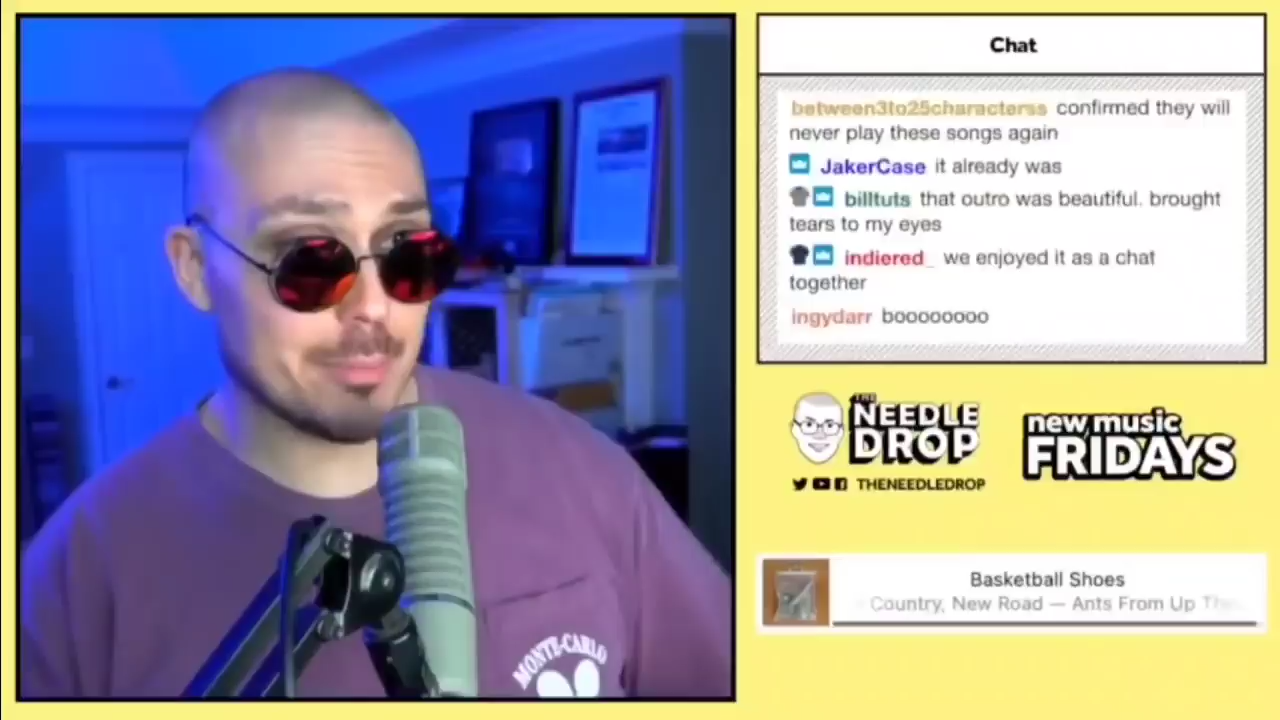 Chat
between3to25characterss confirmed they will
never play these songs again
JakerCase it already was
billtuts that outro was beautiful. brought
tears to my eyes
indiered_ we enjoyed it as a chat
together
ingydarr booooooooo
THE
NEEDLE
DROP
THENEEDLEDROP
new music
FRIDAYS
Basketball Shoes
Country, New Road — Ants From Up The
MONTE-CARLO